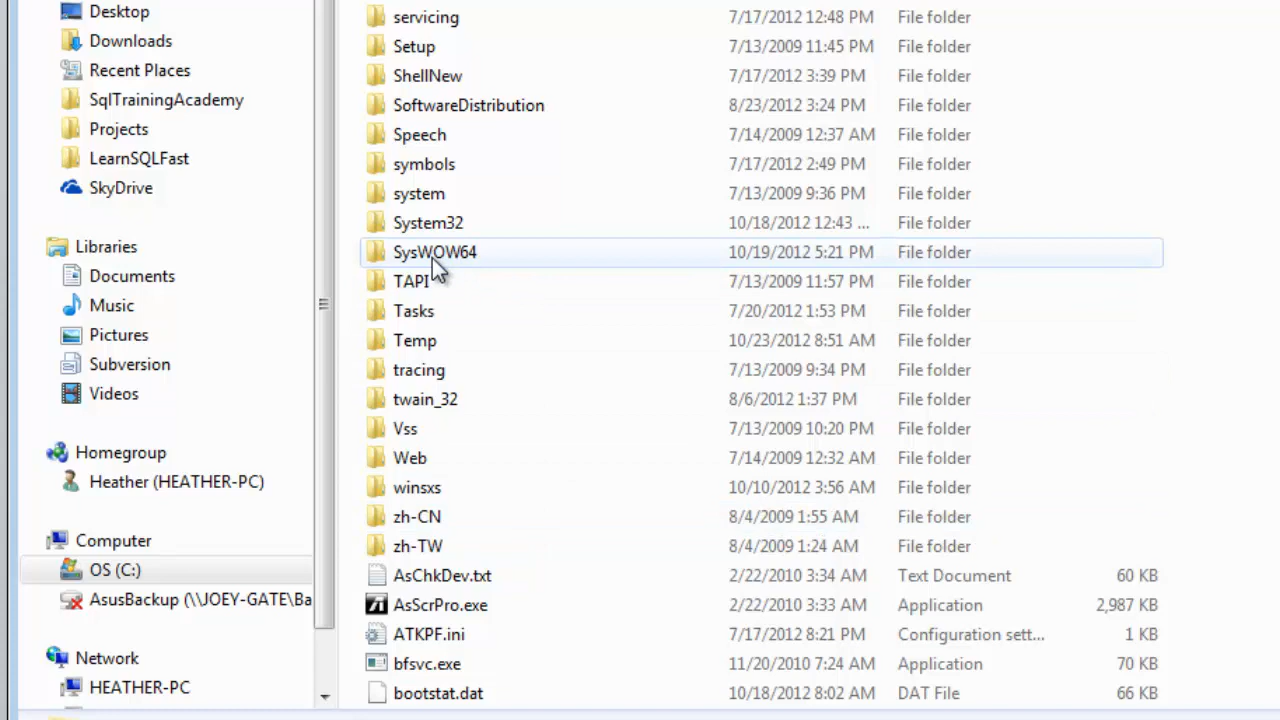 Desktop
Downloads
Recent Places
SqlTrainingAcademy
Projects
LearnSQLFast
SkyDrive
Libraries
Documents
Music
Pictures
Subversion
Videos
Homegroup
Heather (HEATHER-PC)
Computer
OS (C:)
AsusBackup (\\JOEY-GATE\Ba
Network
HEATHER-PC
servicing 7/17/2012 12:48 PM File folder
Setup 7/13/2009 11:45 PM File folder
ShellNew 7/17/2012 3:39 PM File folder
SoftwareDistribution 8/23/2012 3:24 PM File folder
Speech 7/14/2009 12:37 AM File folder
symbols 7/17/2012 2:49 PM File folder
system 7/13/2009 9:36 PM File folder
System32 10/18/2012 12:43 ... File folder
SysWOW64 10/19/2012 5:21 PM File folder
TAPI 7/13/2009 11:57 PM File folder
Tasks 7/20/2012 1:53 PM File folder
Temp 10/23/2012 8:51 AM File folder
tracing 7/13/2009 9:34 PM File folder
twain_32 8/6/2012 1:37 PM File folder
Vss 7/13/2009 10:20 PM File folder
Web 7/14/2009 12:32 AM File folder
winsxs 10/10/2012 3:56 AM File folder
zh-CN 8/4/2009 1:55 AM File folder
zh-TW 8/4/2009 1:24 AM File folder
AsChkDev.txt 2/22/2010 3:34 AM Text Document 60 KB
AsScrPro.exe 2/22/2010 3:33 AM Application 2,987 KB
ATKPF.ini 7/17/2012 8:21 PM Configuration sett... 1 KB
bfsvc.exe 11/20/2010 7:24 AM Application 70 KB
bootstat.dat 10/18/2012 8:02 AM DAT File 66 KB